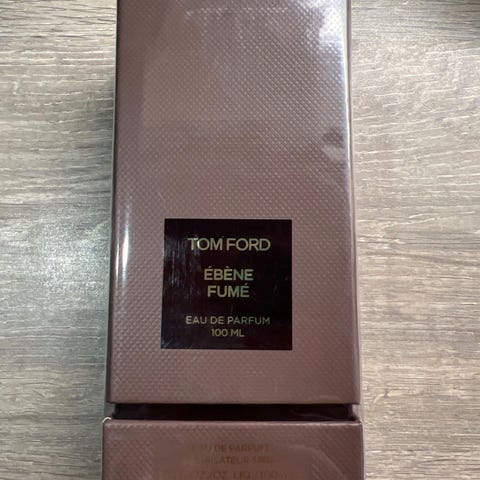 TOM FORD
ÉBÈNE
FUMÉ
EAU DE PARFUM
100 ML
EAU DE PARFUM